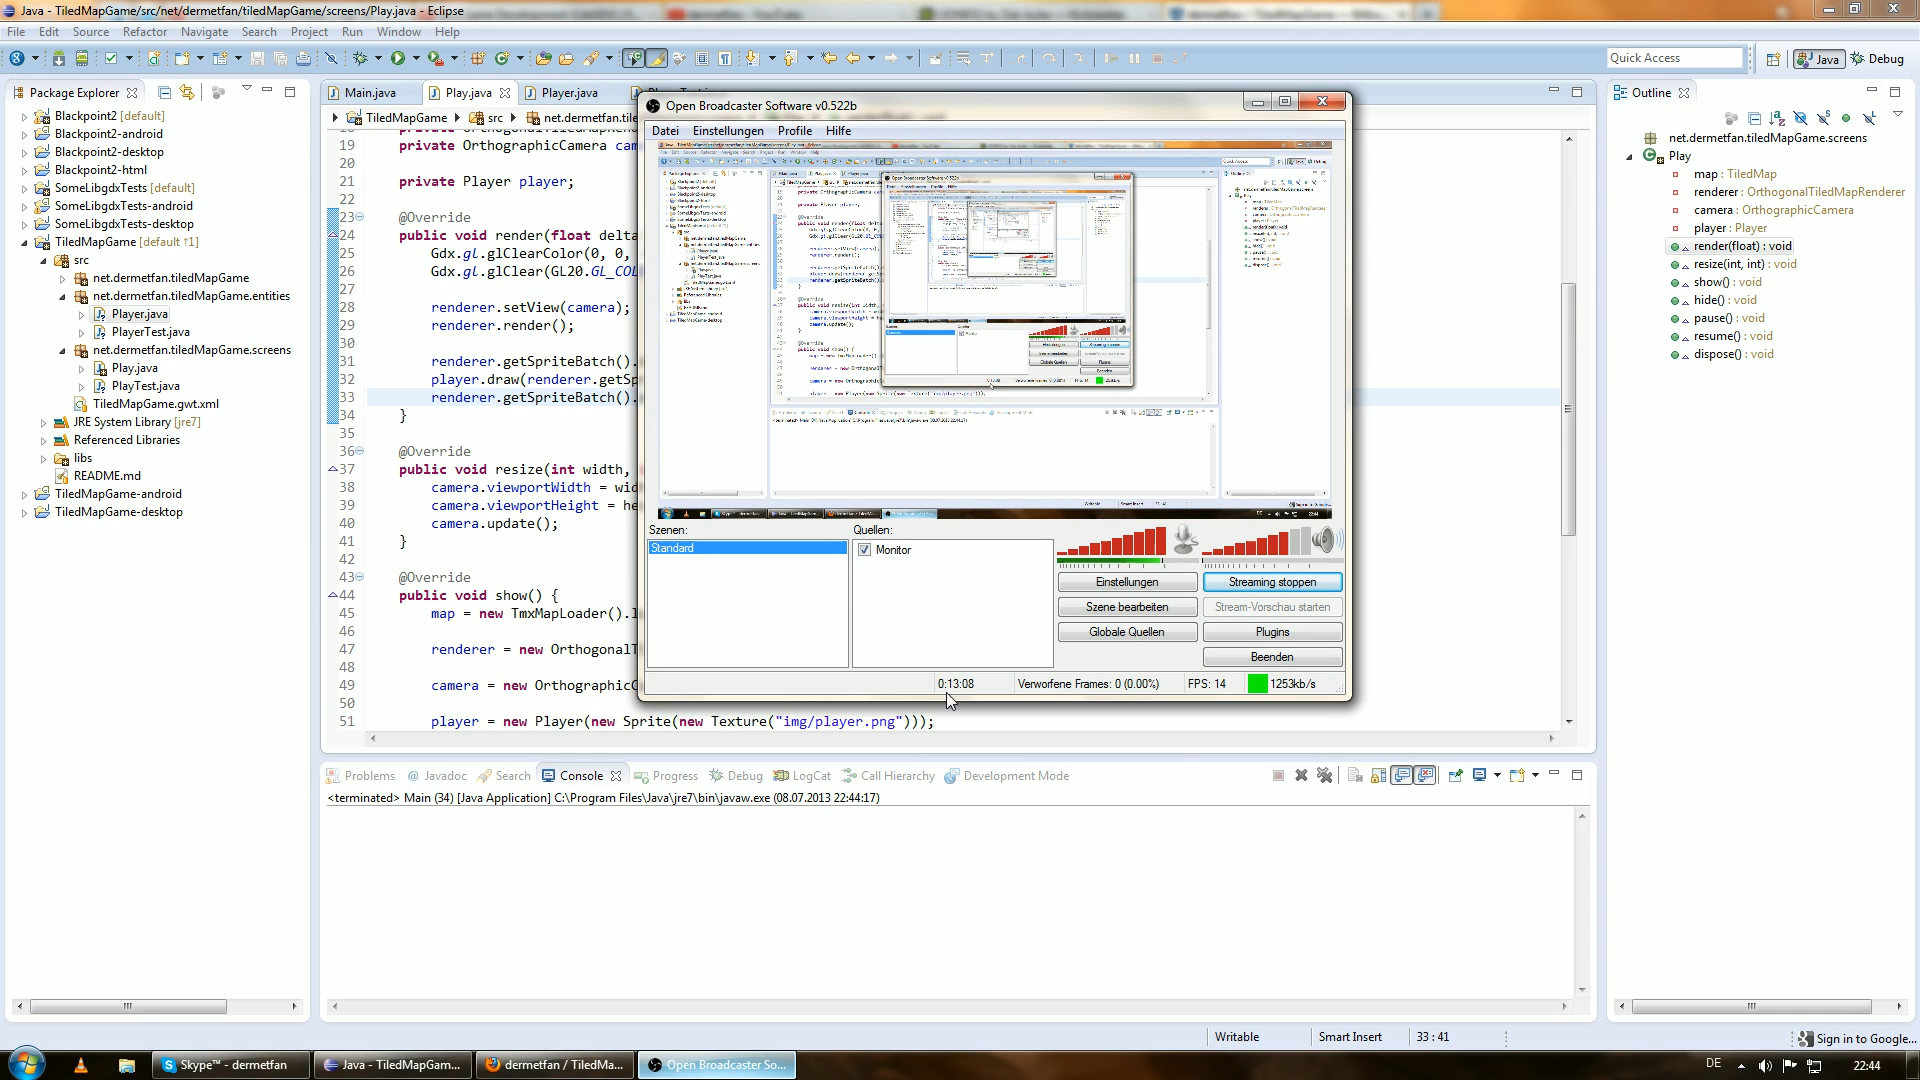 Java - TiledMapGame/src/net/dermetfan/tiledMapGame/screens/Play.java - Eclipse
File Edit Source Refactor Navigate Search Project Run Window Help
Quick Access
Java
Debug
Package Explorer
Blackpoint2 [default]
Blackpoint2-android
Blackpoint2-desktop
Blackpoint2-html
SomeLibgdxTests [default]
SomeLibgdxTests-android
SomeLibgdxTests-desktop
TiledMapGame [default ↑1]
src
net.dermetfan.tiledMapGame
net.dermetfan.tiledMapGame.entities
Player.java
PlayerTest.java
net.dermetfan.tiledMapGame.screens
Play.java
PlayTest.java
TiledMapGame.gwt.xml
JRE System Library [jre7]
Referenced Libraries
libs
README.md
TiledMapGame-android
TiledMapGame-desktop
Main.java
Play.java
Player.java
TiledMapGame
src
net.dermetfan.tile
19 private OrthographicCamera cam
20
21 private Player player;
22
23 @Override
24 public void render(float delta
25 Gdx.gl.glClearColor(0, 0,
26 Gdx.gl.glClear(GL20.GL_COL
27
28 renderer.setView(camera);
29 renderer.render();
30
31 renderer.getSpriteBatch().
32 player.draw(renderer.getSp
33 renderer.getSpriteBatch().
34 }
35
36 @Override
37 public void resize(int width,
38 camera.viewportWidth = wid
39 camera.viewportHeight = he
40 camera.update();
41 }
42
43 @Override
44 public void show() {
45 map = new TmxMapLoader().l
46
47 renderer = new OrthogonalT
48
49 camera = new OrthographicC
50
51 player = new Player(new Sprite(new Texture("img/player.png")));
Open Broadcaster Software v0.522b
Datei Einstellungen Profile Hilfe
Szenen:
Standard
Quellen:
Monitor
Einstellungen
Streaming stoppen
Szene bearbeiten
Stream-Vorschau starten
Globale Quellen
Plugins
Beenden
0:13:08
Verworfene Frames: 0 (0.00%)
FPS: 14
1253kb/s
Outline
net.dermetfan.tiledMapGame.screens
Play
map : TiledMap
renderer : OrthogonalTiledMapRenderer
camera : OrthographicCamera
player : Player
render(float) : void
resize(int, int) : void
show() : void
hide() : void
pause() : void
resume() : void
dispose() : void
Problems
Javadoc
Search
Console
Progress
Debug
LogCat
Call Hierarchy
Development Mode
<terminated> Main (34) [Java Application] C:\Program Files\Java\jre7\bin\javaw.exe (08.07.2013 22:44:17)
Writable
Smart Insert
33 : 41
Sign in to Google...
Skype™ - dermetfan
Java - TiledMapGam...
dermetfan / TiledMa...
Open Broadcaster So...
DE
22:44